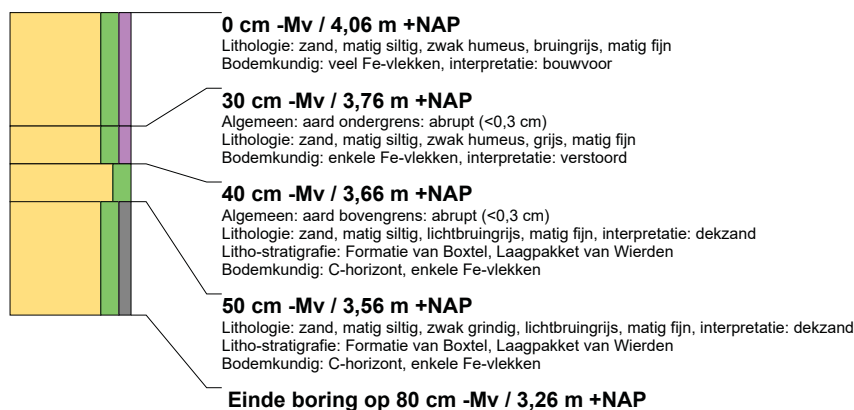 0 cm -Mv / 4,06 m +NAP
Lithologie: zand, matig siltig, zwak humeus, bruingrijs, matig fijn
Bodemkundig: veel Fe-vlekken, interpretatie: bouwvoor
30 cm -Mv / 3,76 m +NAP
Algemeen: aard ondergrens: abrupt (<0,3 cm)
Lithologie: zand, matig siltig, zwak humeus, grijs, matig fijn
Bodemkundig: enkele Fe-vlekken, interpretatie: verstoord
40 cm -Mv / 3,66 m +NAP
Algemeen: aard bovengrens: abrupt (<0,3 cm)
Lithologie: zand, matig siltig, lichtbruingrijs, matig fijn, interpretatie: dekzand
Litho-stratigrafie: Formatie van Boxtel, Laagpakket van Wierden
Bodemkundig: C-horizont, enkele Fe-vlekken
50 cm -Mv / 3,56 m +NAP
Lithologie: zand, matig siltig, zwak grindig, lichtbruingrijs, matig fijn, interpretatie: dekzand
Litho-stratigrafie: Formatie van Boxtel, Laagpakket van Wierden
Bodemkundig: C-horizont, enkele Fe-vlekken
Einde boring op 80 cm -Mv / 3,26 m +NAP